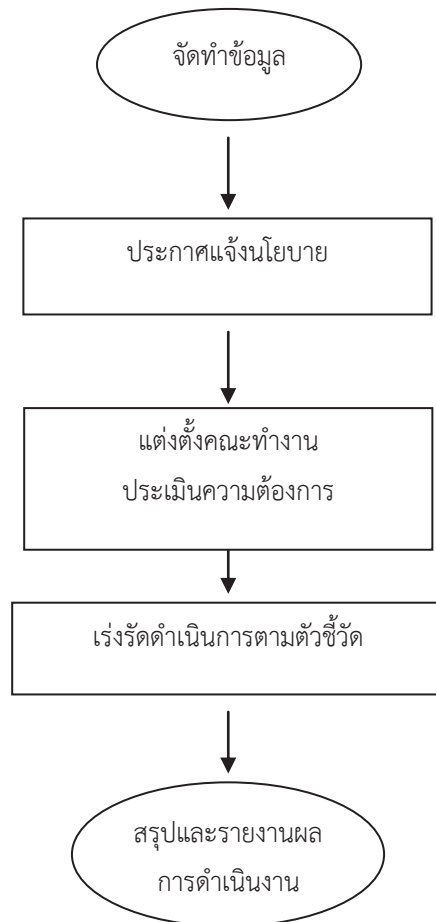 จัดทำข้อมูล
ประกาศแจ้งนโยบาย
แต่งตั้งคณะทำงาน
ประเมินความต้องการ
เร่งรัดดำเนินการตามตัวชี้วัด
สรุปและรายงานผล
การดำเนินงาน